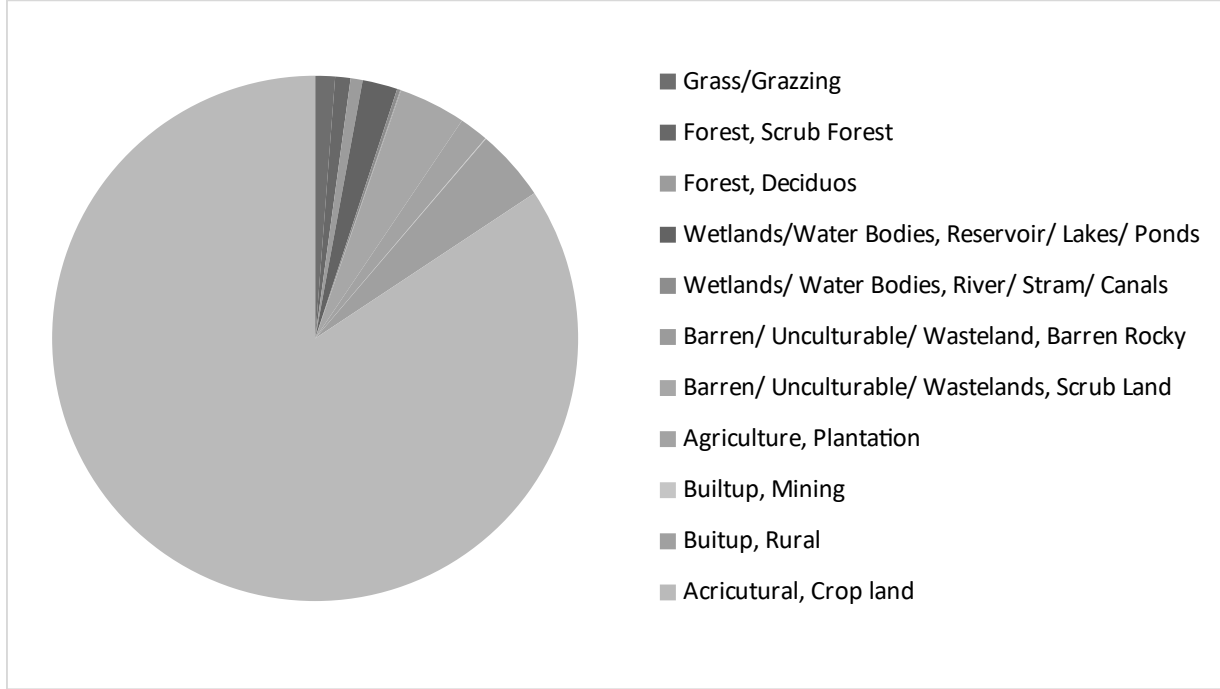 Grass/Grazzing
Forest, Scrub Forest
Forest, Deciduos
Wetlands/Water Bodies, Reservoir/ Lakes/ Ponds
Wetlands/ Water Bodies, River/ Stram/ Canals
Barren/ Unculturable/ Wasteland, Barren Rocky
Barren/ Unculturable/ Wastelands, Scrub Land
Agriculture, Plantation
Builtup, Mining
Buitup, Rural
Acricutural, Crop land